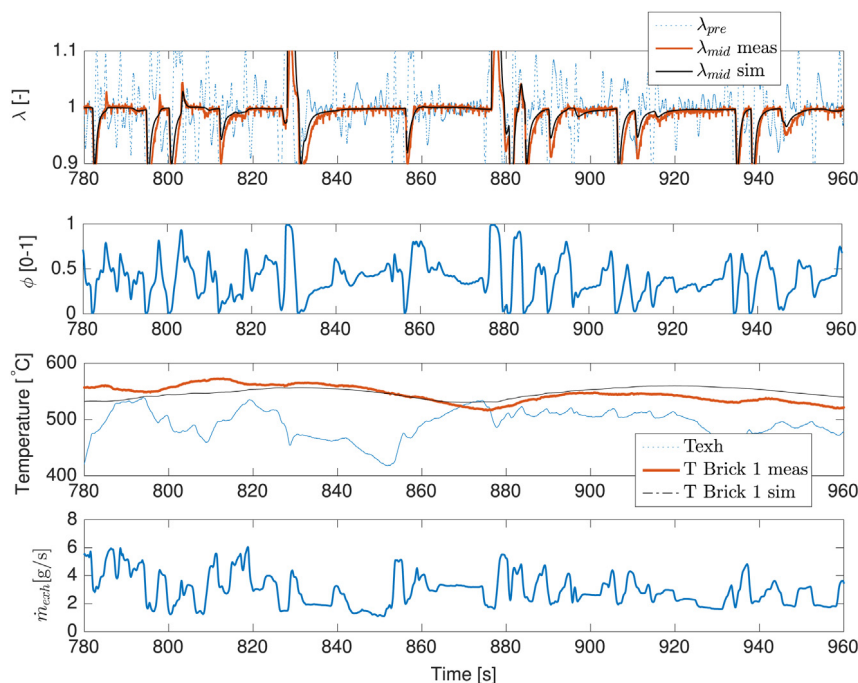 λ_pre
λ_mid meas
λ_mid sim
1.1
1
0.9
λ [-]
780 800 820 840 860 880 900 920 940 960
1
0.5
0
ϕ [0-1]
780 800 820 840 860 880 900 920 940 960
600
500
400
Temperature [°C]
Texh
T Brick 1 meas
T Brick 1 sim
780 800 820 840 860 880 900 920 940 960
8
6
4
2
0
ṁ_exh[g/s]
780 800 820 840 860 880 900 920 940 960
Time [s]